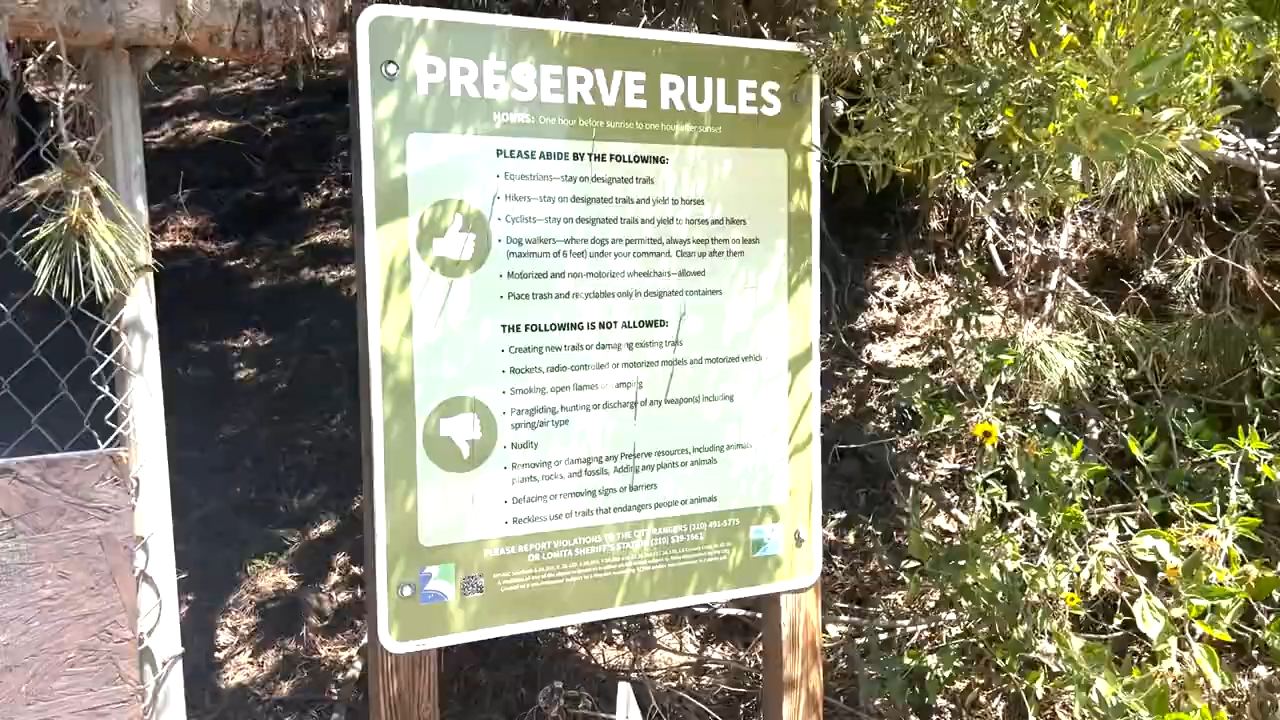 PRESERVE RULES
HOURS: One hour before sunrise to one hour after sunset
PLEASE ABIDE BY THE FOLLOWING:
• Equestrians—stay on designated trails
• Hikers—stay on designated trails and yield to horses
• Cyclists—stay on designated trails and yield to horses and hikers
• Dog walkers—where dogs are permitted, always keep them on leash
(maximum of 6 feet) under your command. Clean up after them
• Motorized and non-motorized wheelchairs—allowed
• Place trash and recyclables only in designated containers
THE FOLLOWING IS NOT ALLOWED:
• Creating new trails or damaging existing trails
• Rockets, radio-controlled or motorized models and motorized vehicle
• Smoking, open flames or camping
• Paragliding, hunting or discharge of any weapon(s) including
spring/air type
• Nudity
• Removing or damaging any Preserve resources, including animals
plants, rocks, and fossils, Adding any plants or animals
• Defacing or removing signs or barriers
• Reckless use of trails that endangers people or animals
PLEASE REPORT VIOLATIONS TO THE CITY RANGERS (310) 491-5775
OR LOMITA SHERIFF'S STATION (310) 539-1661